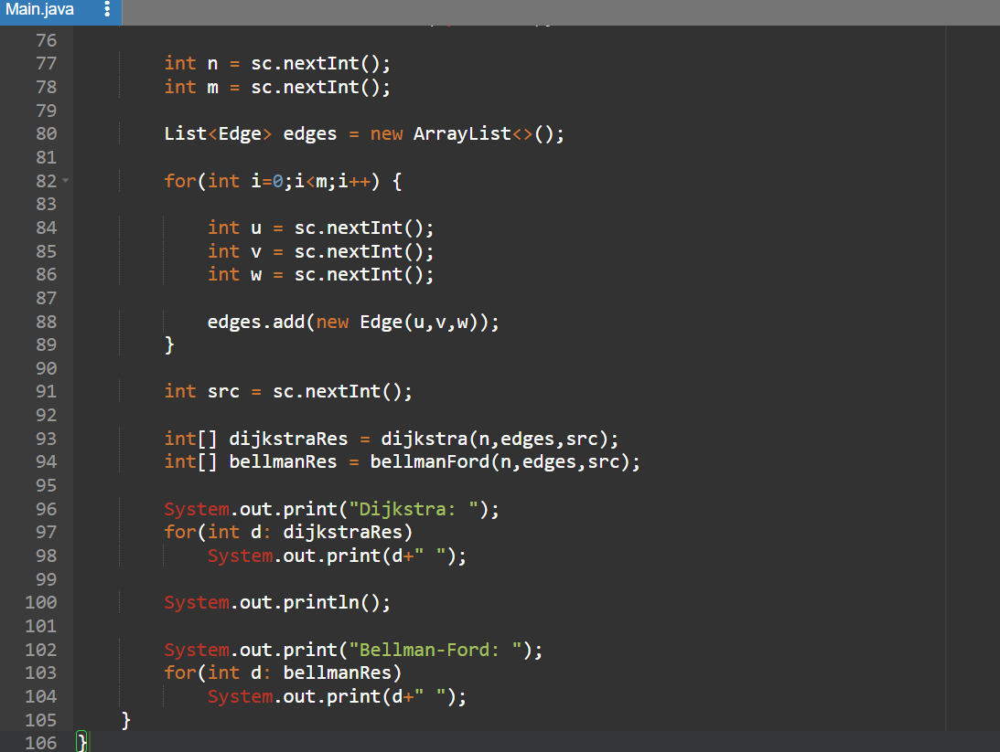 Main.java
76
77 int n = sc.nextInt();
78 int m = sc.nextInt();
79
80 List<Edge> edges = new ArrayList<>();
81
82 for(int i=0;i<m;i++) {
83
84 int u = sc.nextInt();
85 int v = sc.nextInt();
86 int w = sc.nextInt();
87
88 edges.add(new Edge(u,v,w));
89 }
90
91 int src = sc.nextInt();
92
93 int[] dijkstraRes = dijkstra(n,edges,src);
94 int[] bellmanRes = bellmanFord(n,edges,src);
95
96 System.out.print("Dijkstra: ");
97 for(int d: dijkstraRes)
98 System.out.print(d+" ");
99
100 System.out.println();
101
102 System.out.print("Bellman-Ford: ");
103 for(int d: bellmanRes)
104 System.out.print(d+" ");
105 }
106 }